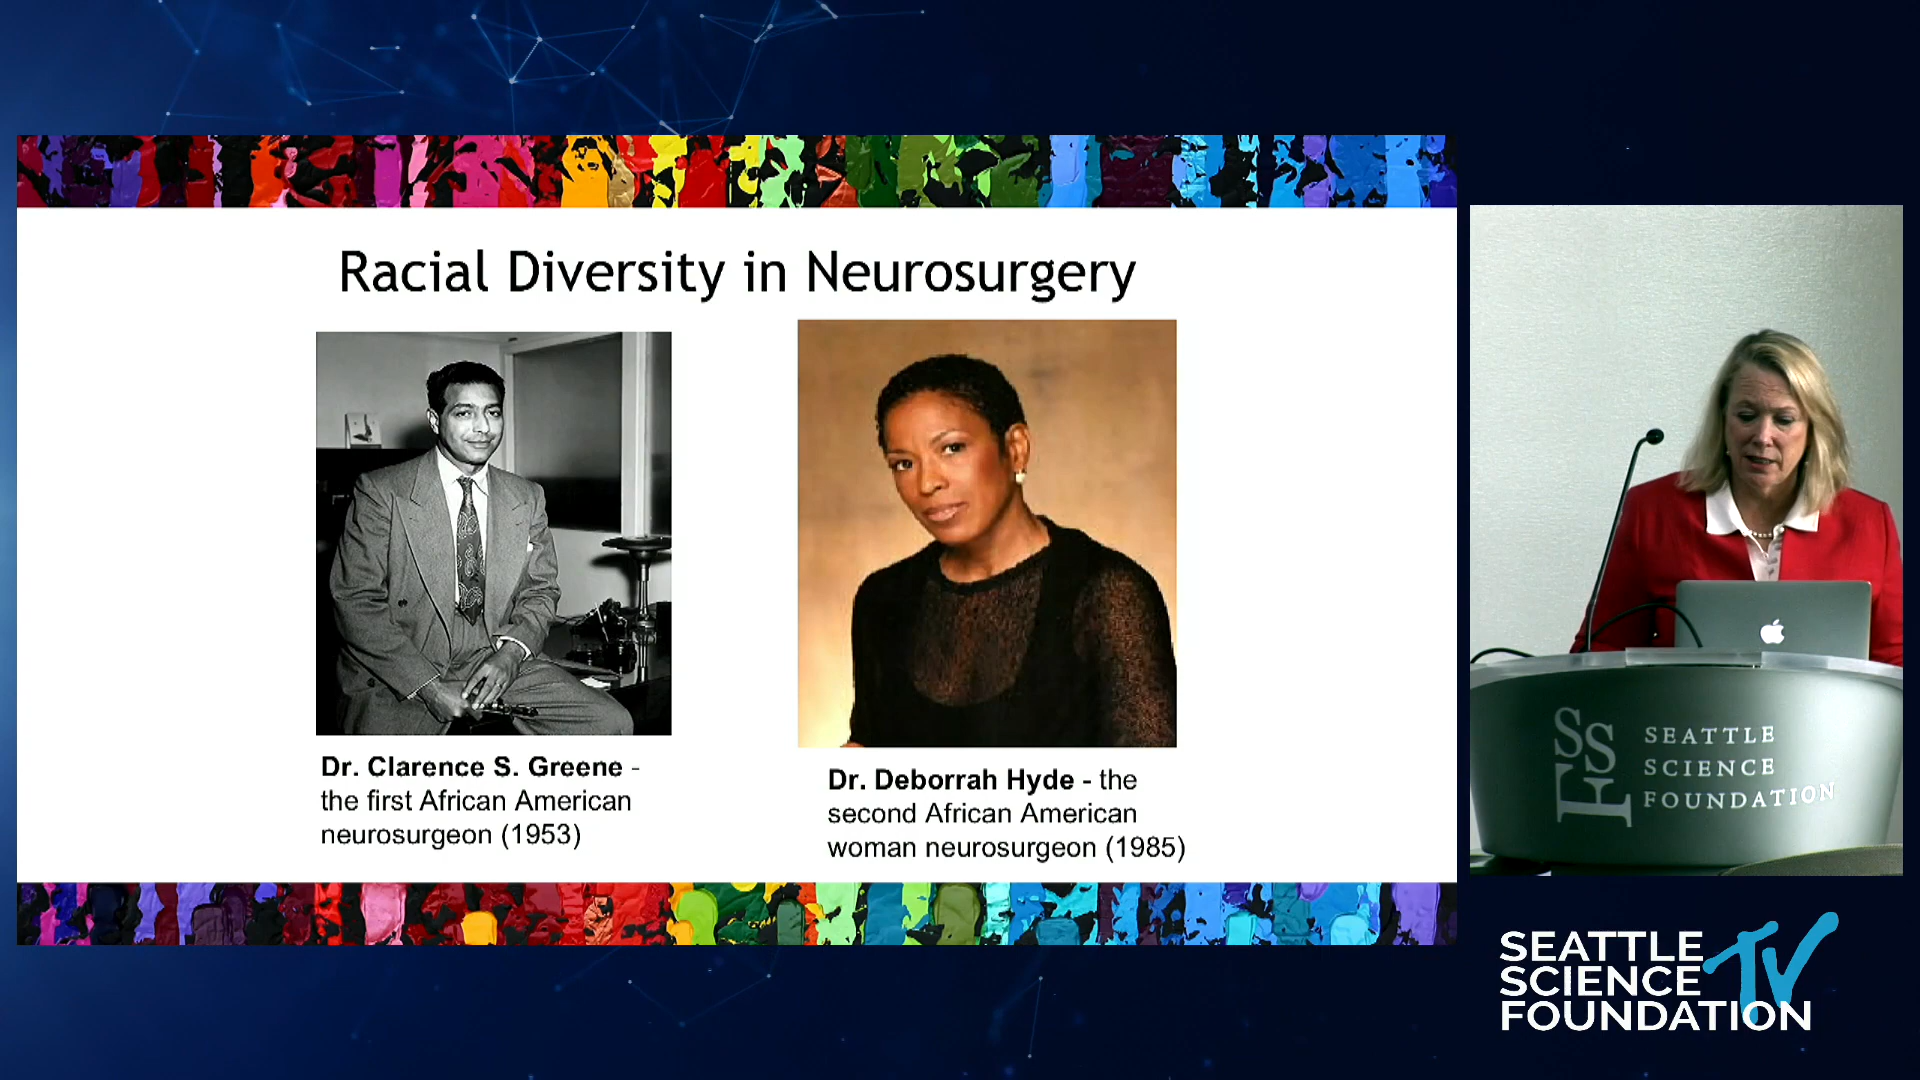 Racial Diversity in Neurosurgery
Dr. Clarence S. Greene -
the first African American
neurosurgeon (1953)
Dr. Deborrah Hyde - the
second African American
woman neurosurgeon (1985)
SSF
SEATTLE
SCIENCE
FOUNDATION
SEATTLE
SCIENCE
FOUNDATION
TV